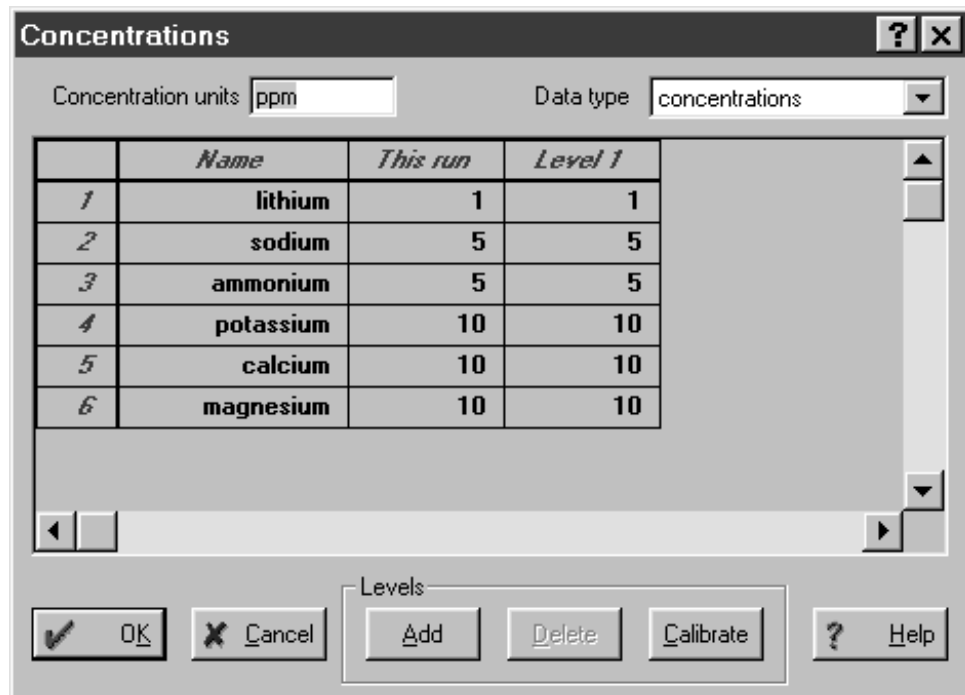 Concentrations
Concentration units ppm Data type concentrations
Name This run Level 1
1 lithium 1 1
2 sodium 5 5
3 ammonium 5 5
4 potassium 10 10
5 calcium 10 10
6 magnesium 10 10
Levels
OK Cancel Add Delete Calibrate ? Help